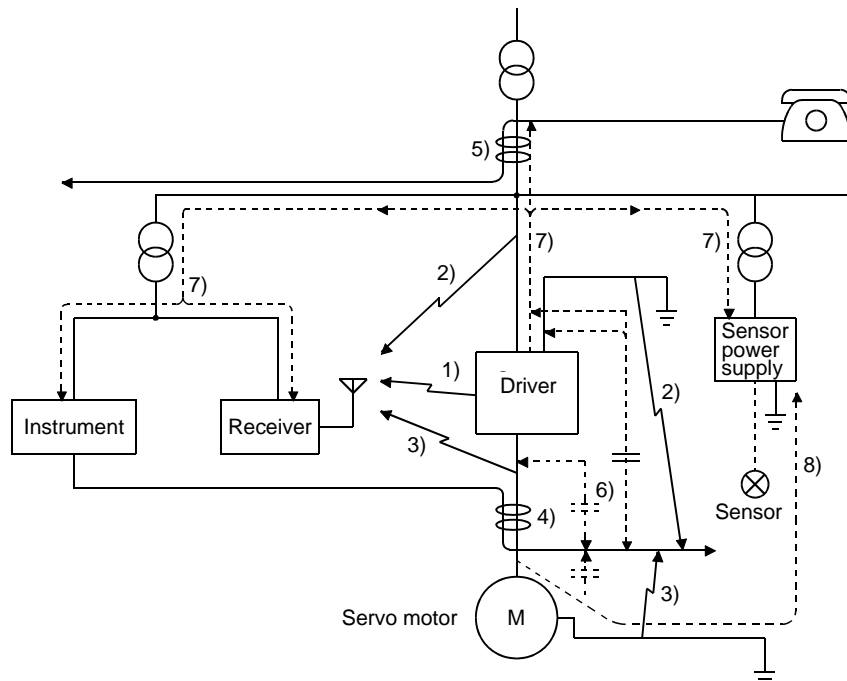 5)
7)
2)
7)
7)
Sensor
power
supply
1)
Driver
2)
Instrument
Receiver
3)
8)
6)
4)
Sensor
3)
Servo motor
M